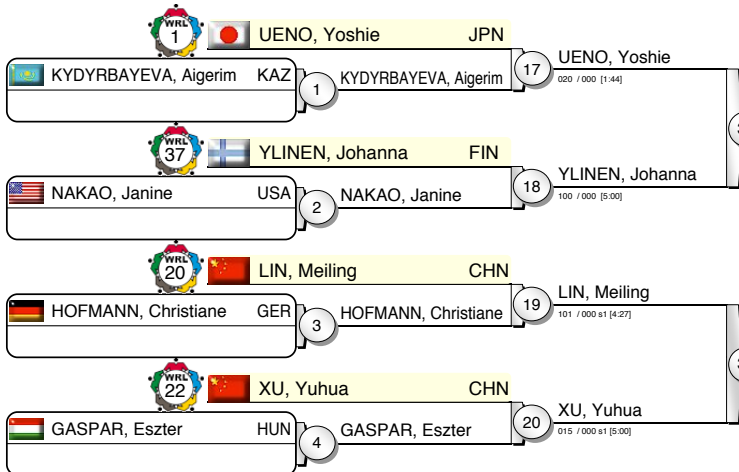 WRL
1
UENO, Yoshie JPN
KYDYRBAYEVA, Aigerim KAZ
1
KYDYRBAYEVA, Aigerim
17
UENO, Yoshie
020 / 000 [1:44]
WRL
37
YLINEN, Johanna FIN
NAKAO, Janine USA
2
NAKAO, Janine
18
YLINEN, Johanna
100 / 000 [5:00]
WRL
20
LIN, Meiling CHN
HOFMANN, Christiane GER
3
HOFMANN, Christiane
19
LIN, Meiling
101 / 000 s1 [4:27]
WRL
22
XU, Yuhua CHN
GASPAR, Eszter HUN
4
GASPAR, Eszter
20
XU, Yuhua
015 / 000 s1 [5:00]